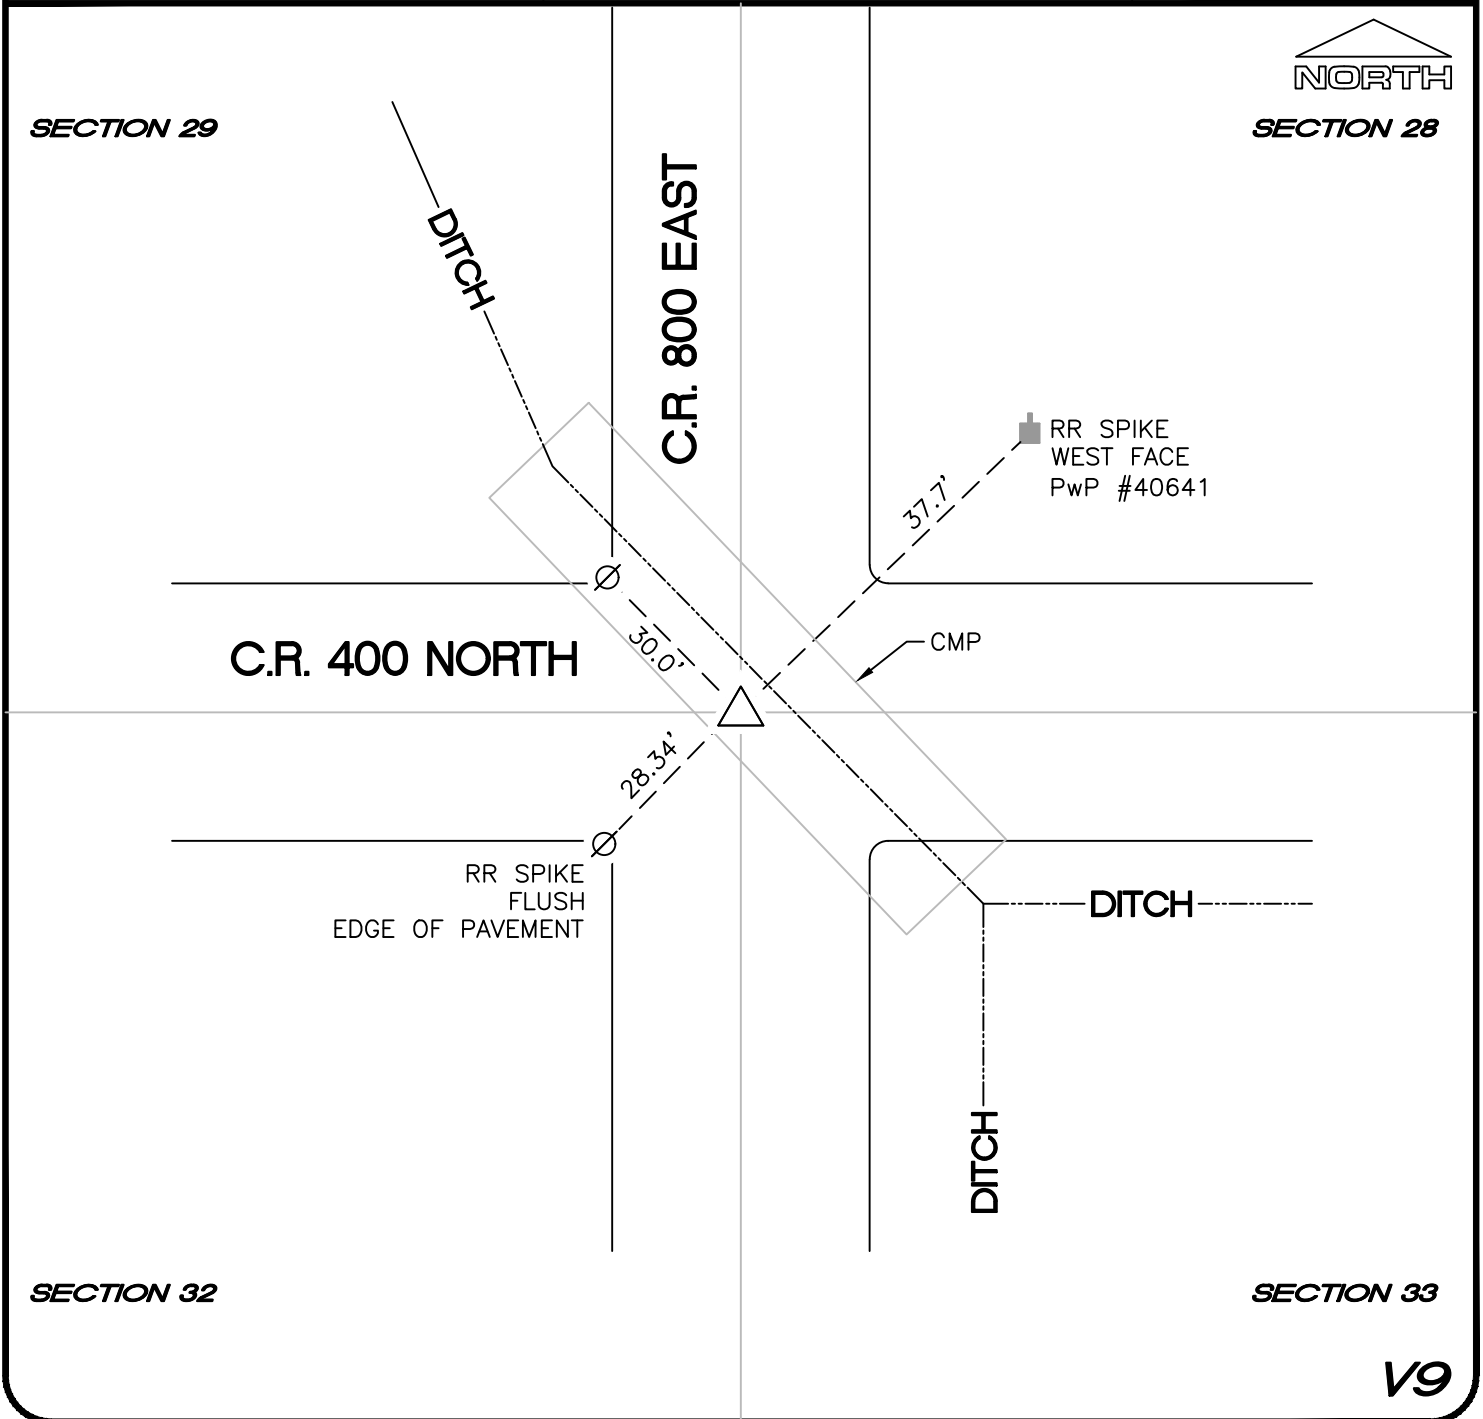 NORTH
SECTION 29
SECTION 28
DITCH
C.R. 800 EAST
RR SPIKE
WEST FACE
PwP #40641
37.7'
30.0'
C.R. 400 NORTH
CMP
28.34'
RR SPIKE
FLUSH
EDGE OF PAVEMENT
DITCH
DITCH
SECTION 32
SECTION 33
V9